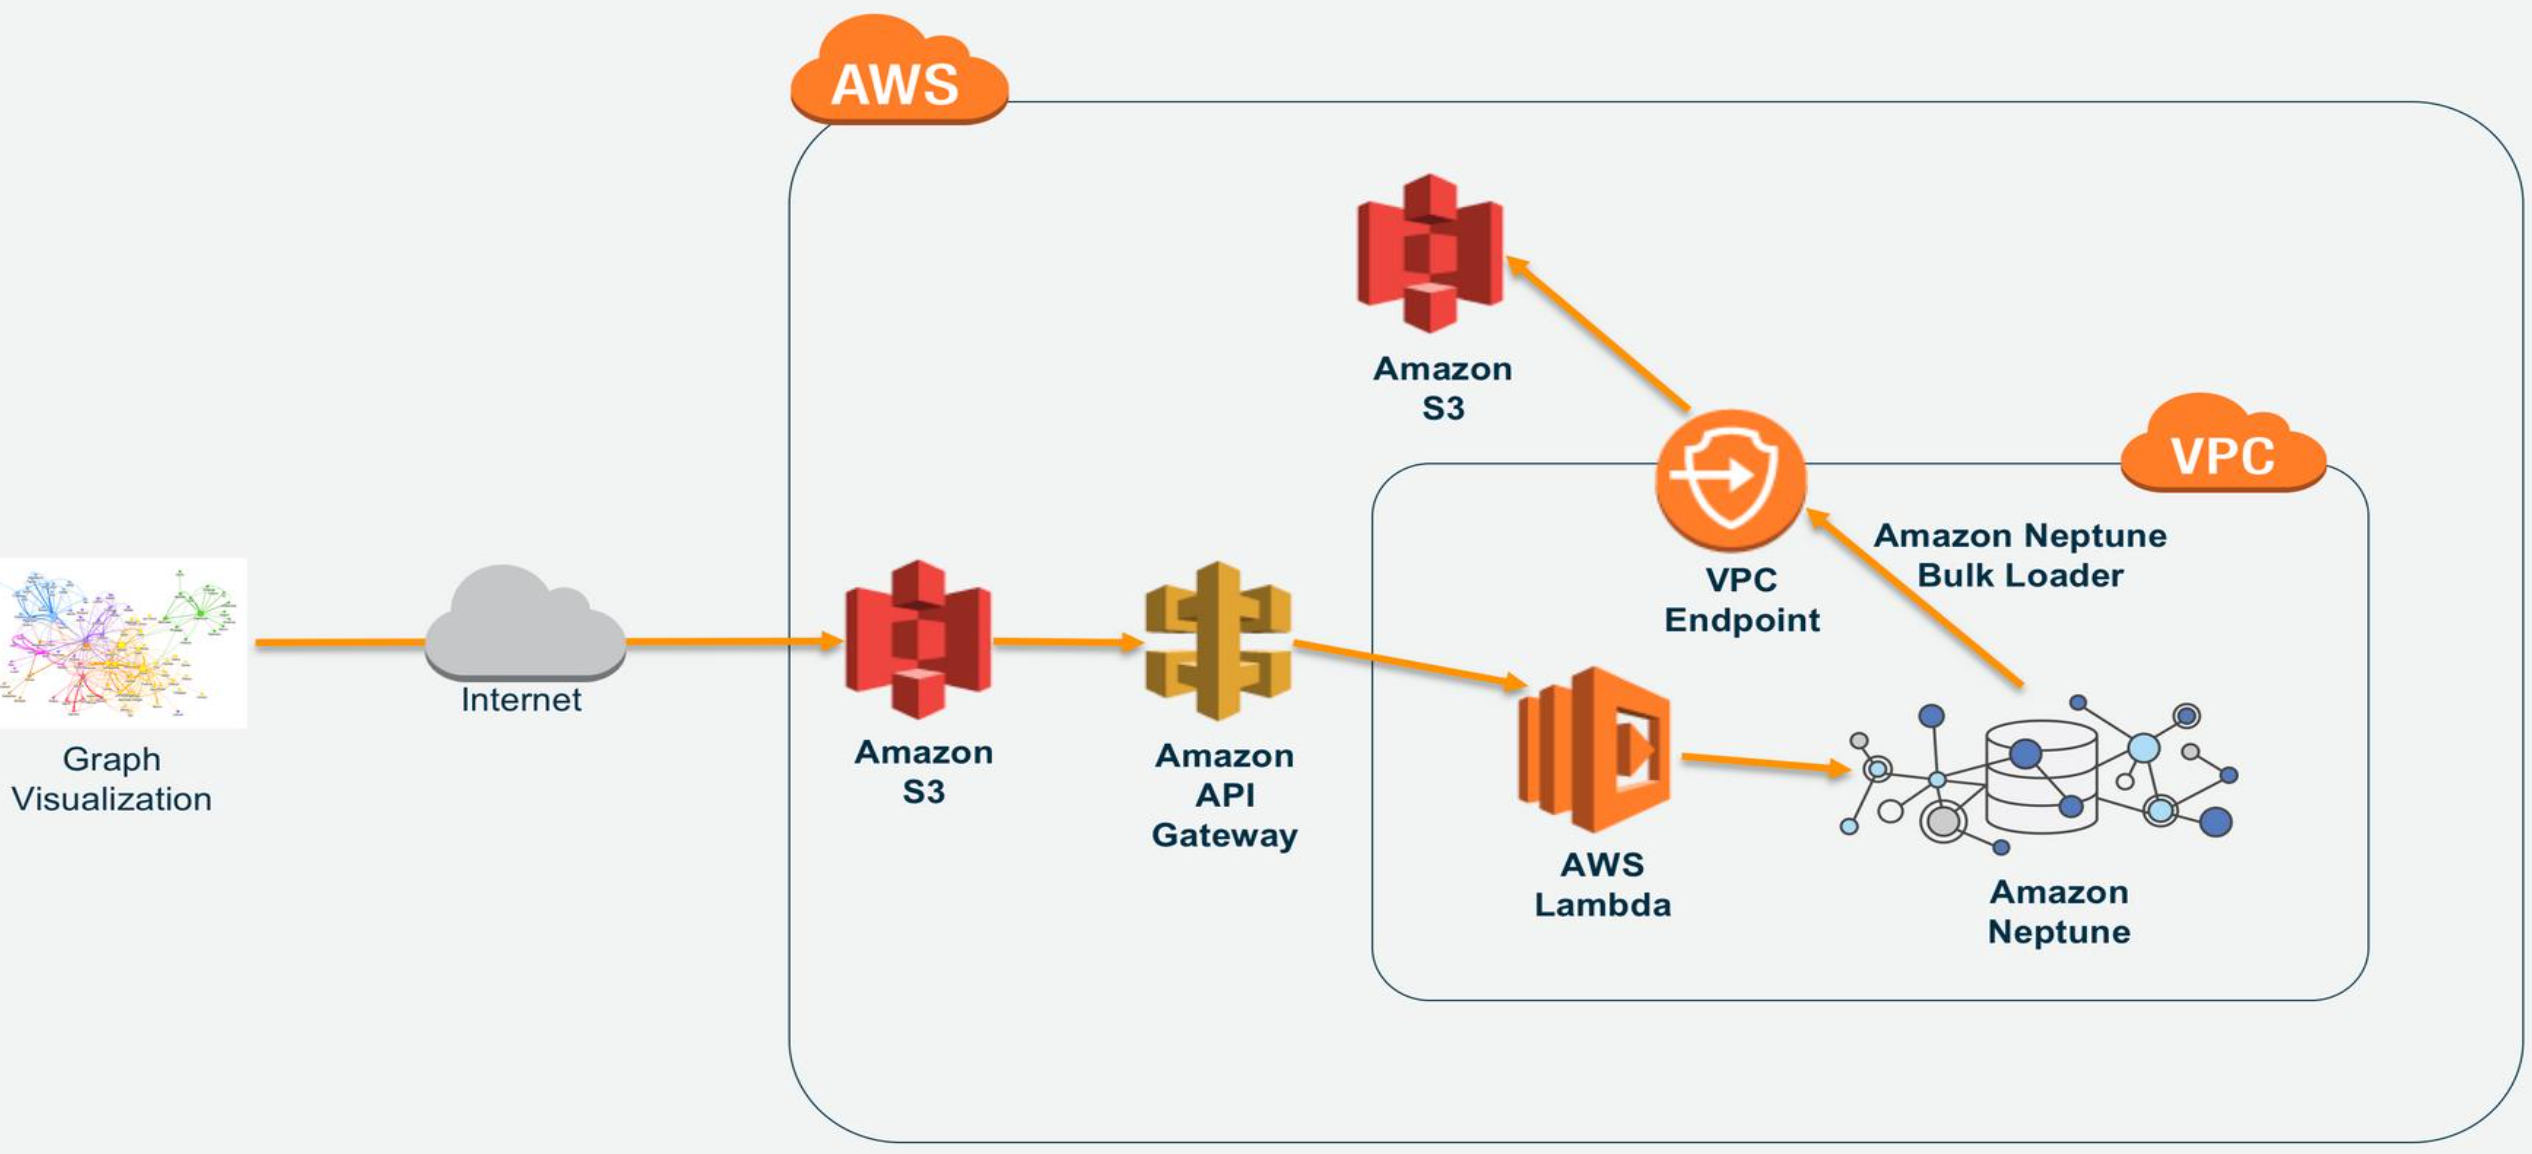 AWS
Amazon
S3
VPC
Amazon Neptune
Bulk Loader
VPC
Endpoint
Internet
Graph
Visualization
Amazon
S3
Amazon
API
Gateway
AWS
Lambda
Amazon
Neptune